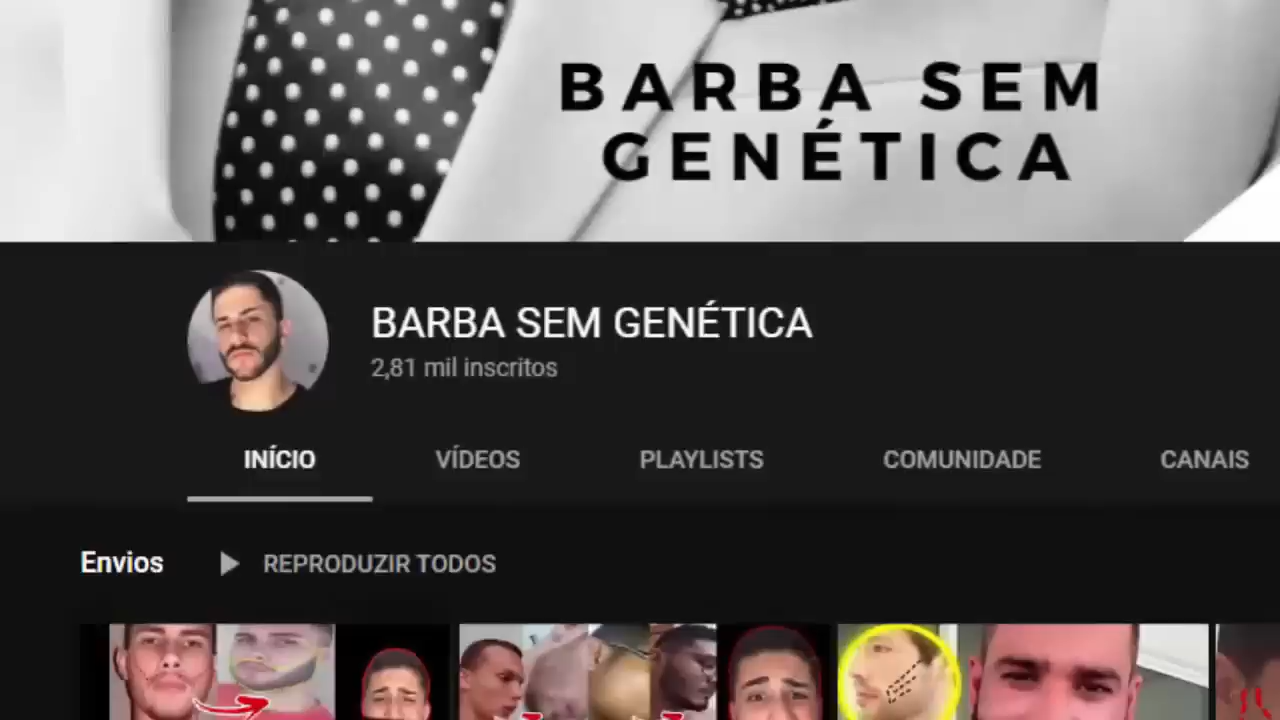 BARBA SEM
GENÉTICA
BARBA SEM GENÉTICA
2,81 mil inscritos
INÍCIO VÍDEOS PLAYLISTS COMUNIDADE CANAIS
Envios REPRODUZIR TODOS